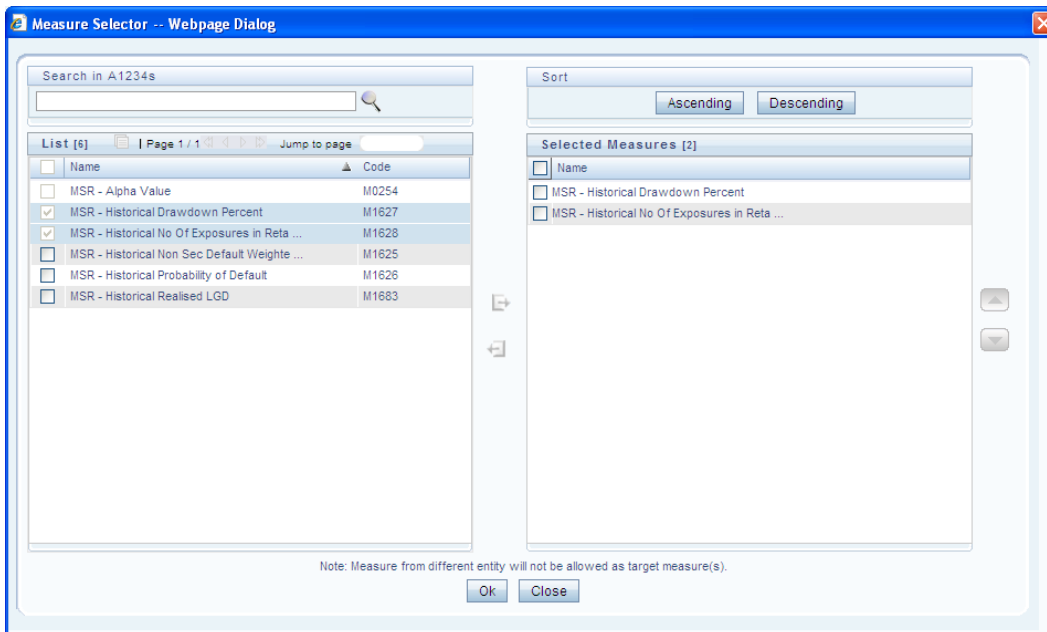 Measure Selector -- Webpage Dialog
Search in A1234s
List [6] | Page 1 / 1 Jump to page
Name Code
MSR - Alpha Value M0254
MSR - Historical Drawdown Percent M1627
MSR - Historical No Of Exposures in Reta ... M1628
MSR - Historical Non Sec Default Weighte ... M1625
MSR - Historical Probability of Default M1626
MSR - Historical Realised LGD M1683
Sort
Ascending Descending
Selected Measures [2]
Name
MSR - Historical Drawdown Percent
MSR - Historical No Of Exposures in Reta ...
Note: Measure from different entity will not be allowed as target measure(s).
Ok Close